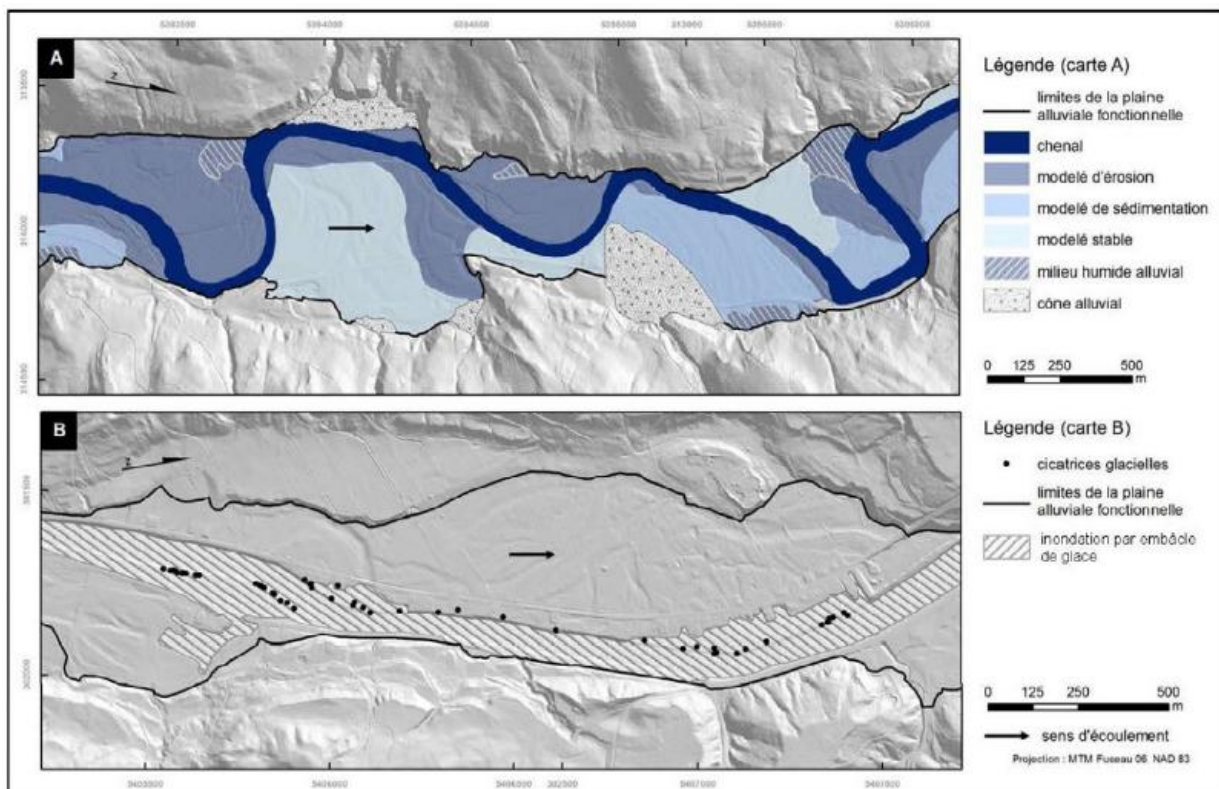 A
z
Légende (carte A)
limites de la plaine
alluviale fonctionnelle
chenal
modelé d'érosion
modelé de sédimentation
modelé stable
milieu humide alluvial
cône alluvial
0 125 250 500
m
B
z
Légende (carte B)
cicatrices glacielles
limites de la plaine
alluviale fonctionnelle
inondation par embâcle
de glace
0 125 250 500
m
sens d'écoulement
Projection : MTM Fuseau 06 NAD 83